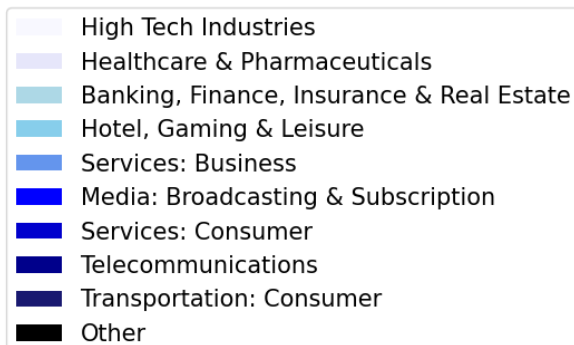 High Tech Industries
Healthcare & Pharmaceuticals
Banking, Finance, Insurance & Real Estate
Hotel, Gaming & Leisure
Services: Business
Media: Broadcasting & Subscription
Services: Consumer
Telecommunications
Transportation: Consumer
Other